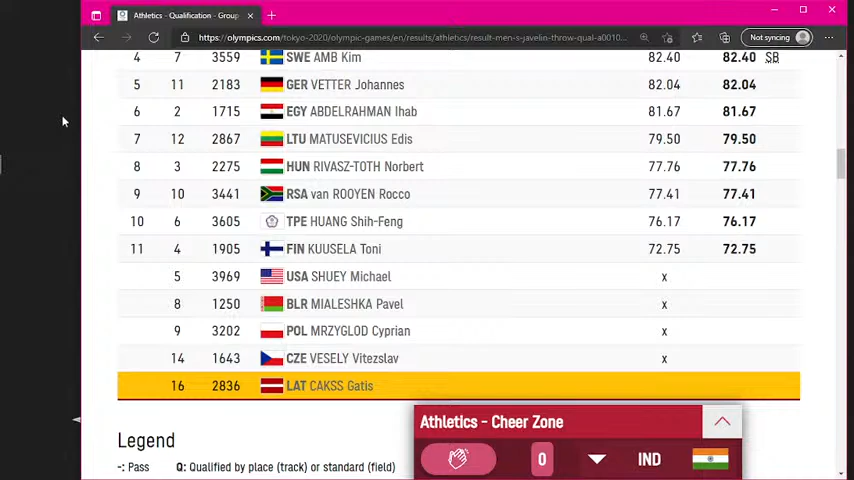 Athletics - Qualification - Group
https://olympics.com/tokyo-2020/olympic-games/en/results/athletics/result-men-s-javelin-throw-qual-a0010...
Not syncing
4 7 3559 SWE AMB Kim 82.40 82.40 SB
5 11 2183 GER VETTER Johannes 82.04 82.04
6 2 1715 EGY ABDELRAHMAN Ihab 81.67 81.67
7 12 2867 LTU MATUSEVICIUS Edis 79.50 79.50
8 3 2275 HUN RIVASZ-TOTH Norbert 77.76 77.76
9 10 3441 RSA van ROOYEN Rocco 77.41 77.41
10 6 3605 TPE HUANG Shih-Feng 76.17 76.17
11 4 1905 FIN KUUSELA Toni 72.75 72.75
5 3969 USA SHUEY Michael x
8 1250 BLR MIALESHKA Pavel x
9 3202 POL MRZYGLOD Cyprian x
14 1643 CZE VESELY Vitezslav x
16 2836 LAT CAKSS Gatis
Athletics - Cheer Zone
Legend
0 IND
-: Pass Q: Qualified by place (track) or standard (field)